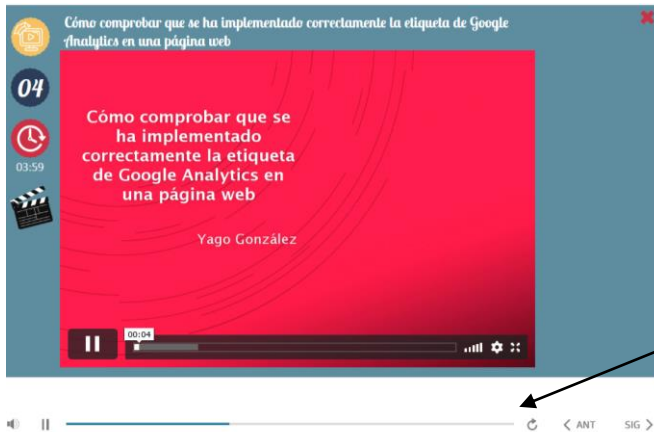 Cómo comprobar que se ha implementado correctamente la etiqueta de Google
Analytics en una página web
04
03:59
Cómo comprobar que se
ha implementado
correctamente la etiqueta
de Google Analytics en
una página web
Yago González
00:04
ANT
SIG